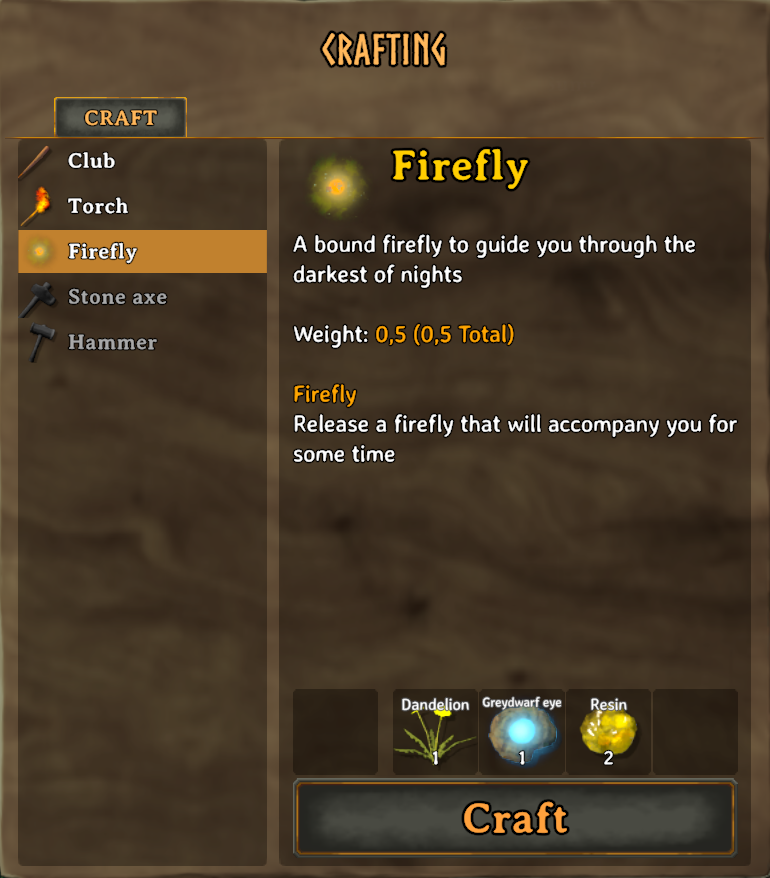 CRAFTING
CRAFT
Club
Torch
Firefly
Stone axe
Hammer
Firefly
A bound firefly to guide you through the
darkest of nights
Weight: 0,5 (0,5 Total)
Firefly
Release a firefly that will accompany you for
some time
Dandelion
1
Greydwarf eye
1
Resin
2
Craft